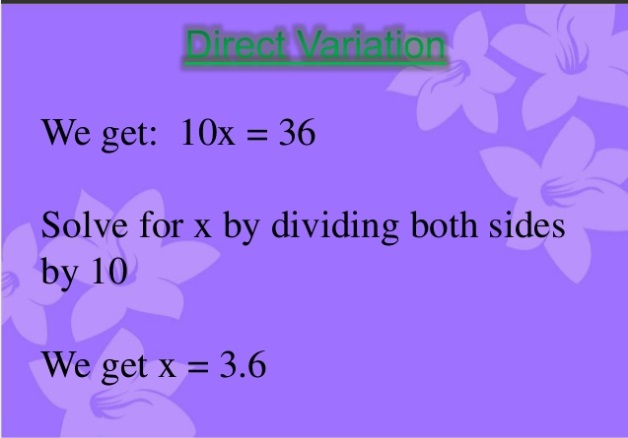 Direct Variation
We get:  10x = 36
Solve for x by dividing both sides
by 10
We get x = 3.6